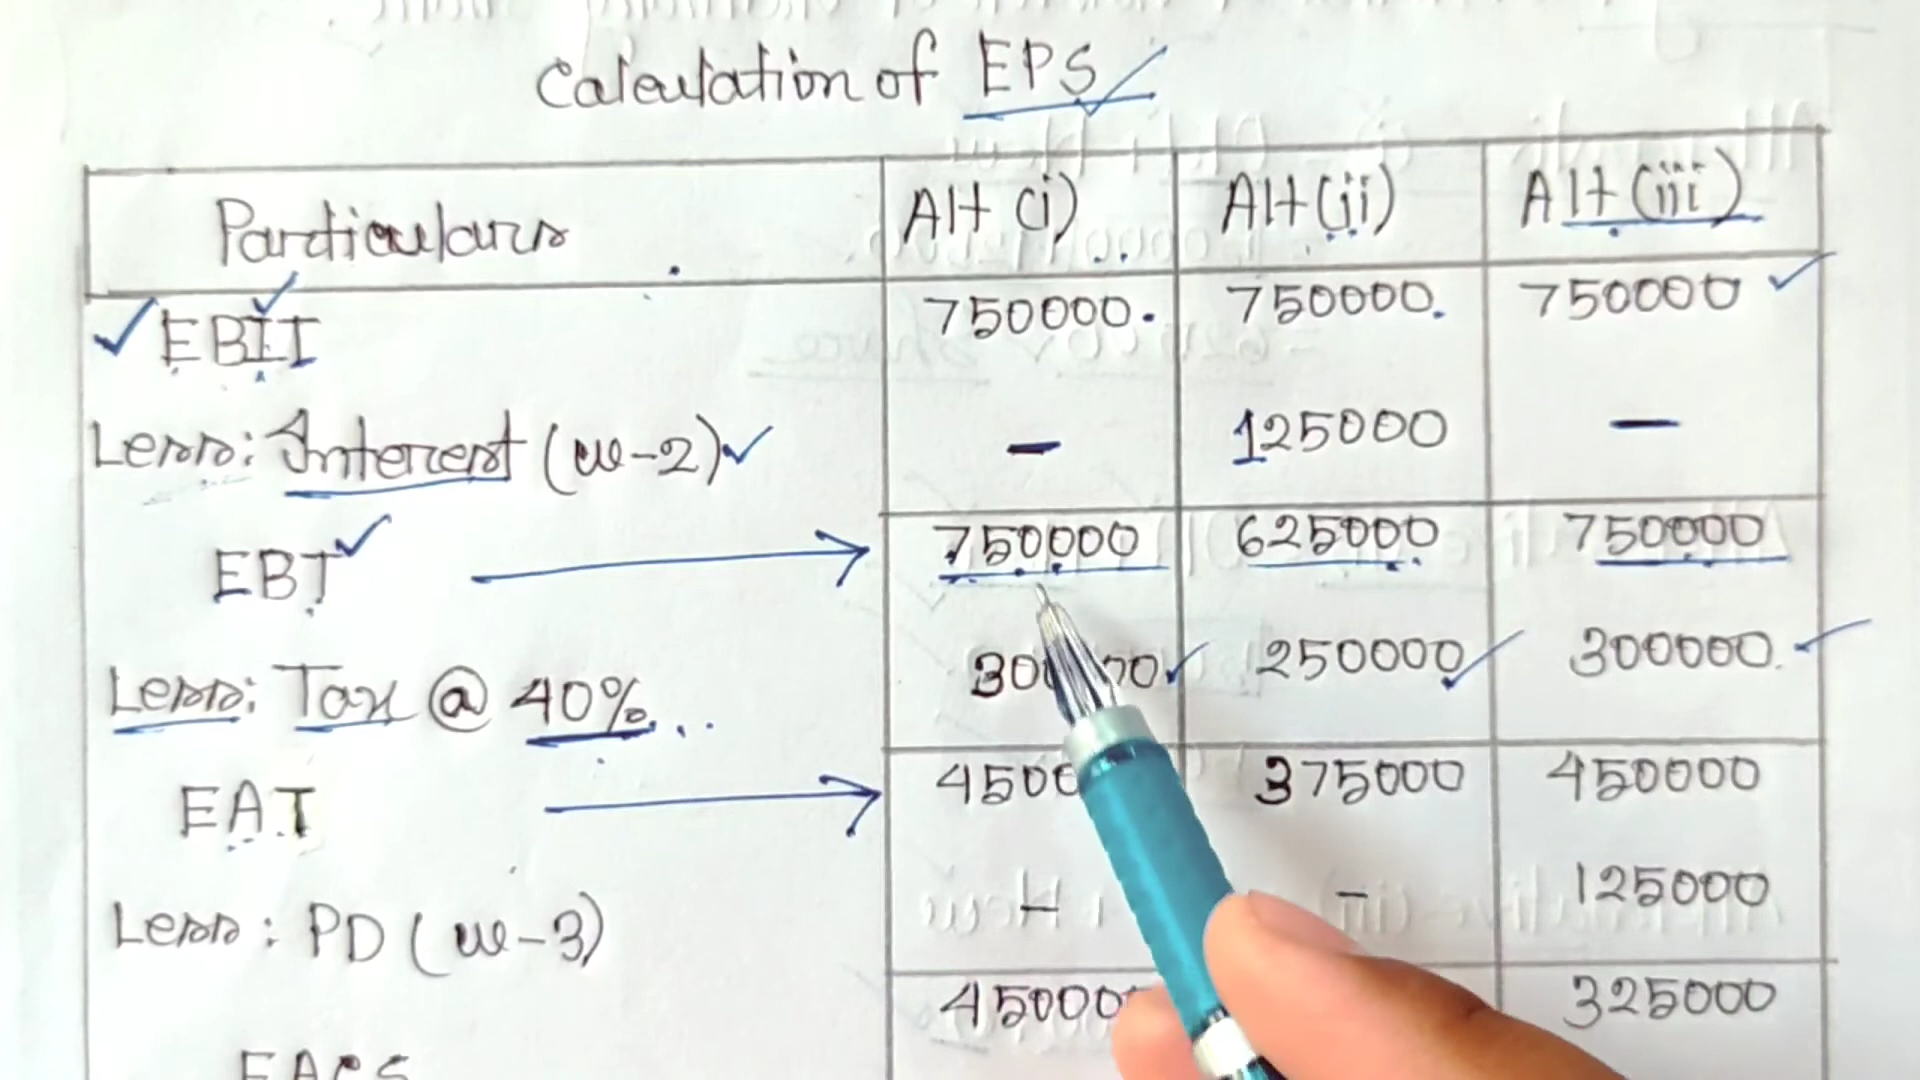 Calculation of EPS
Particulars Alt (i) Alt (ii) Alt (iii)
EBIT 750000 750000 750000
Less: Interest (w-2) - 125000 -
EBT 750000 625000 750000
Less: Tax @ 40% 250000 300000
EAT 375000 450000
Less: PD (w-3) - - 125000
325000
EACS